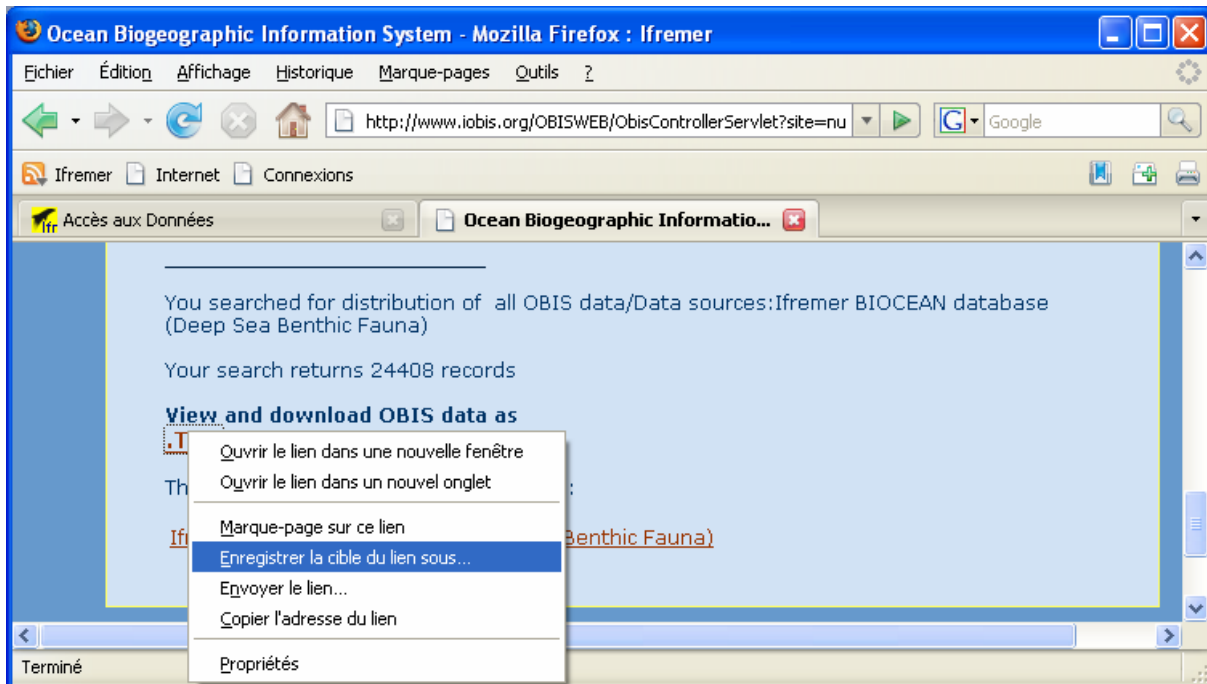 Ocean Biogeographic Information System - Mozilla Firefox : Ifremer
Fichier Édition Affichage Historique Marque-pages Outils ?
http://www.iobis.org/OBISWEB/ObisControllerServlet?site=nu G Google
Ifremer Internet Connexions
Ifr Accès aux Données Ocean Biogeographic Informatio...
You searched for distribution of all OBIS data/Data sources:Ifremer BIOCEAN database
(Deep Sea Benthic Fauna)
Your search returns 24408 records
View and download OBIS data as
.T
Ouvrir le lien dans une nouvelle fenêtre
Th Ouvrir le lien dans un nouvel onglet :
Marque-page sur ce lien
Benthic Fauna)
Enregistrer la cible du lien sous...
Envoyer le lien...
Copier l'adresse du lien
Propriétés
Terminé